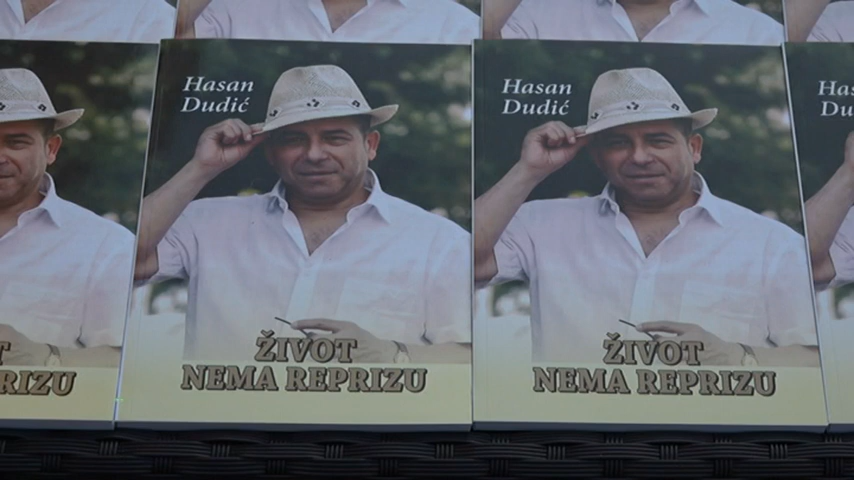 Hasan
Dudić
ŽIVOT
NEMA REPRIZU
Hasan
Dudić
ŽIVOT
NEMA REPRIZU